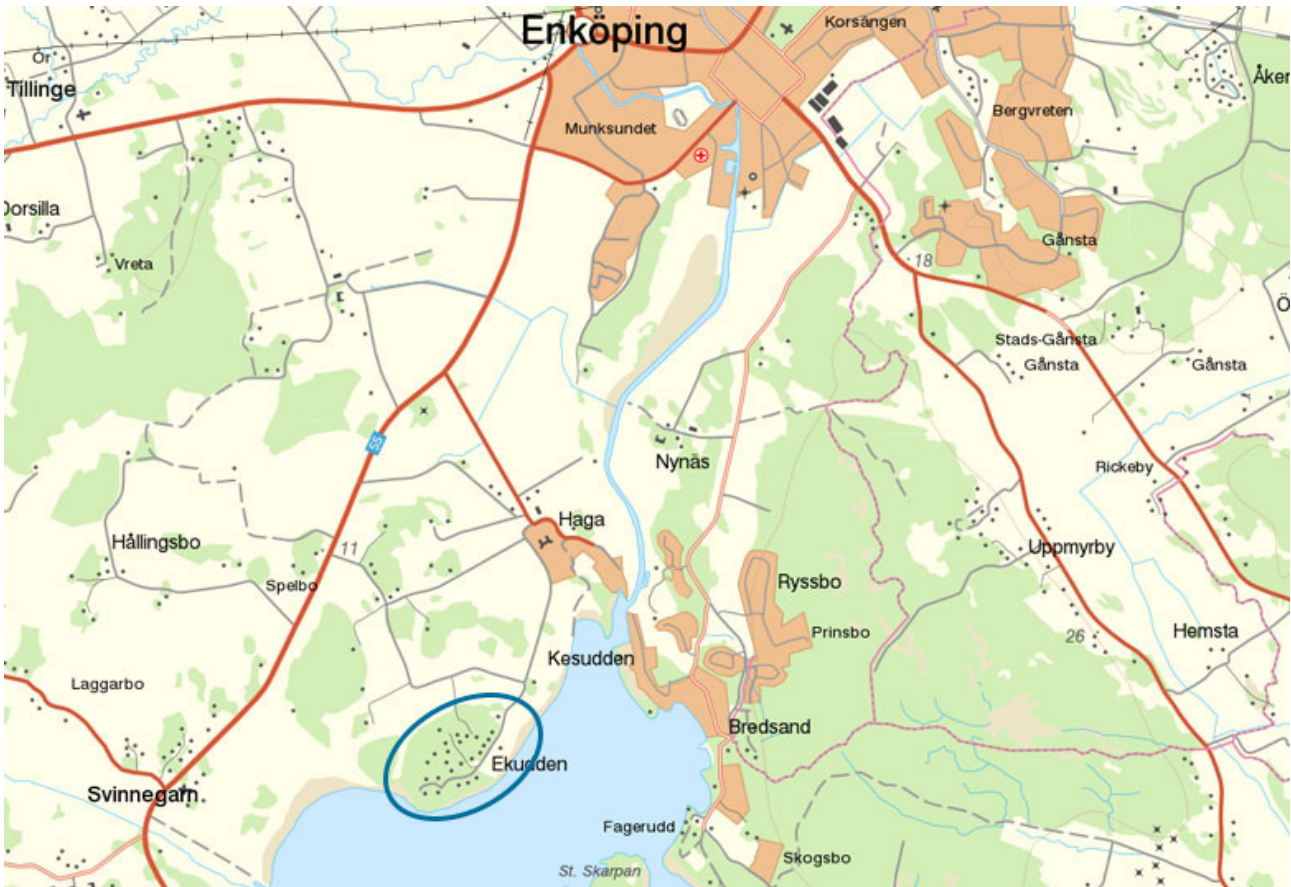 Enköping
Korsängen
Ör
Tillinge
Åker
Bergvreten
Munksundet
Dorsilla
Gånsta
Vreta
18
Ö
Stads-Gånsta
Gånsta
Gånsta
55
Nynäs
Rickeby
Haga
Hållingsbo
11
Uppmyrby
Spelbo
Ryssbo
Prinsbo
26
Hemsta
Kesudden
Laggarbo
Bredsand
Ekudden
Svinnegarn
Fagerudd
Skogsbo
St. Skarpan